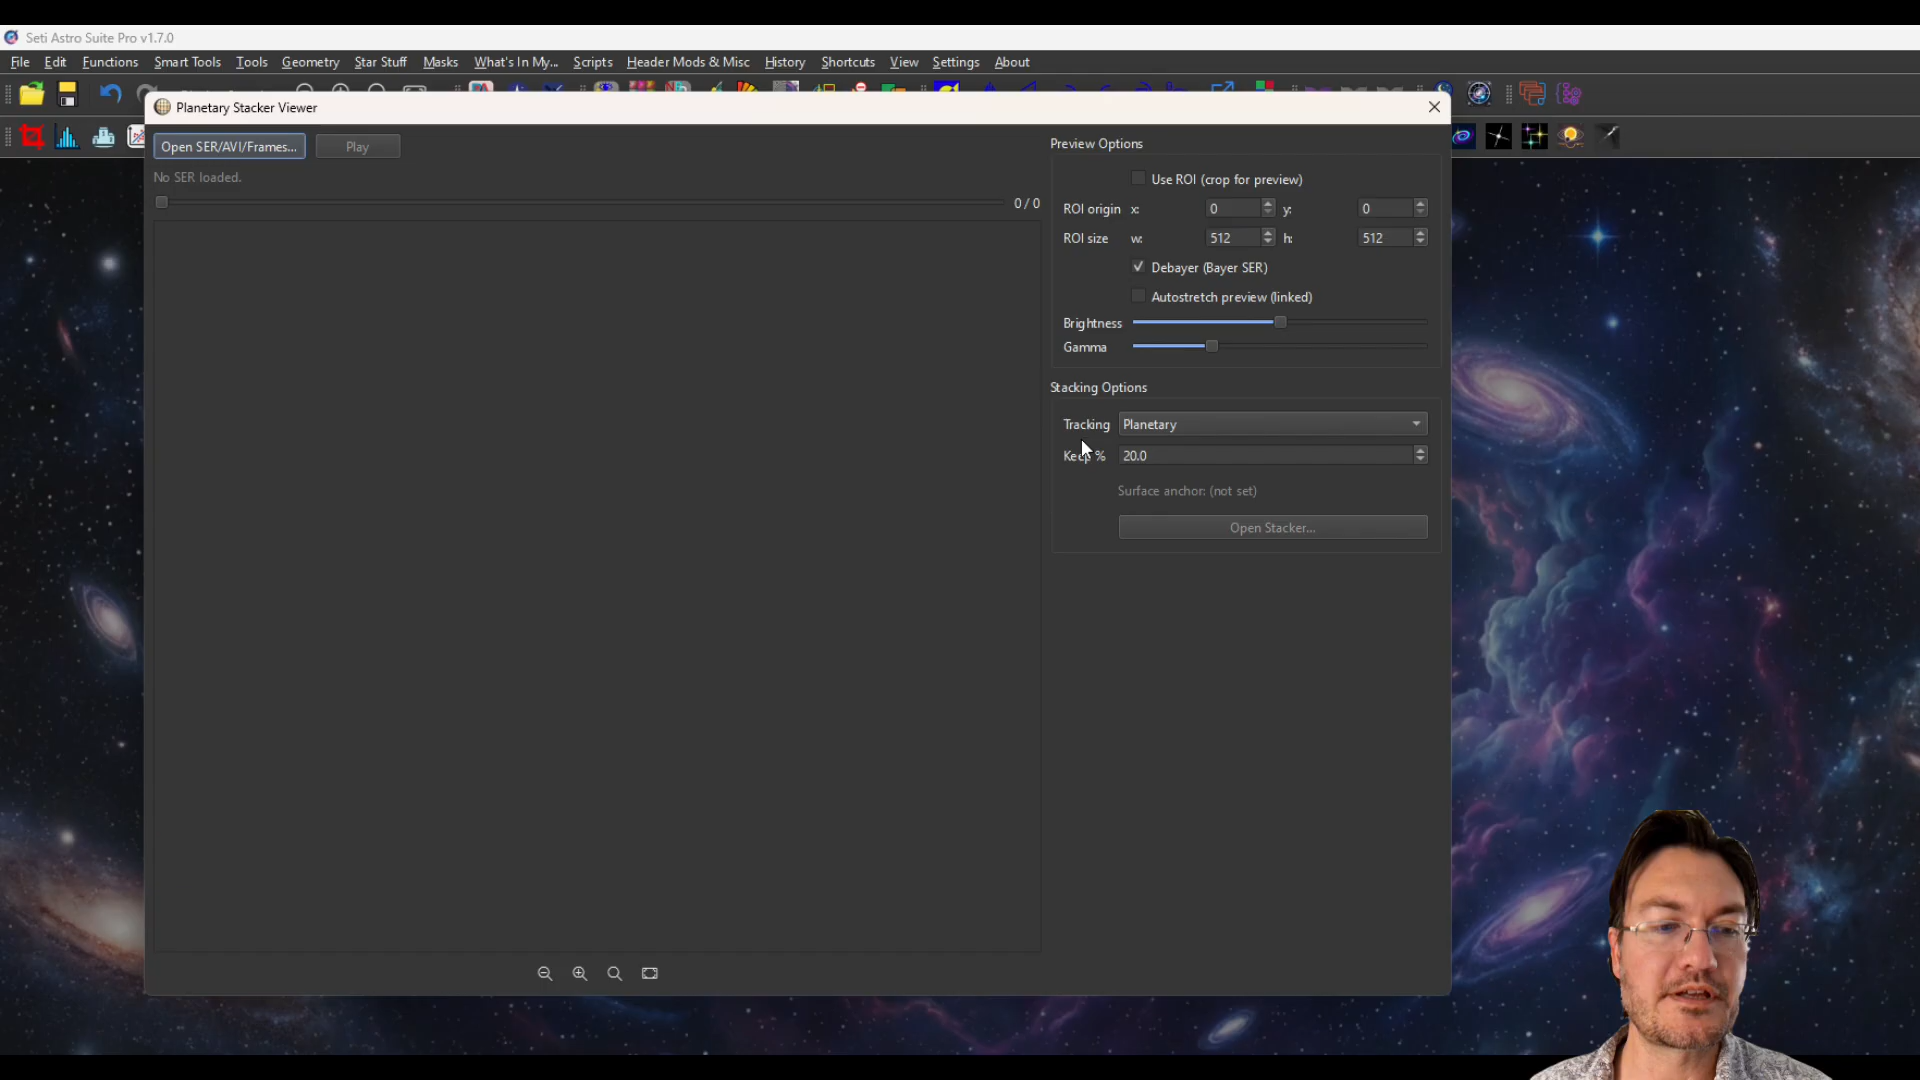 Seti Astro Suite Pro v1.7.0
File Edit Functions Smart Tools Tools Geometry Star Stuff Masks What's In My... Scripts Header Mods & Misc History Shortcuts View Settings About
Planetary Stacker Viewer
Open SER/AVI/Frames... Play
No SER loaded.
0 / 0
Preview Options
Use ROI (crop for preview)
ROI origin x: 0 y: 0
ROI size w: 512 h: 512
Debayer (Bayer SER)
Autostretch preview (linked)
Brightness
Gamma
Stacking Options
Tracking Planetary
Keep % 20.0
Surface anchor: (not set)
Open Stacker...